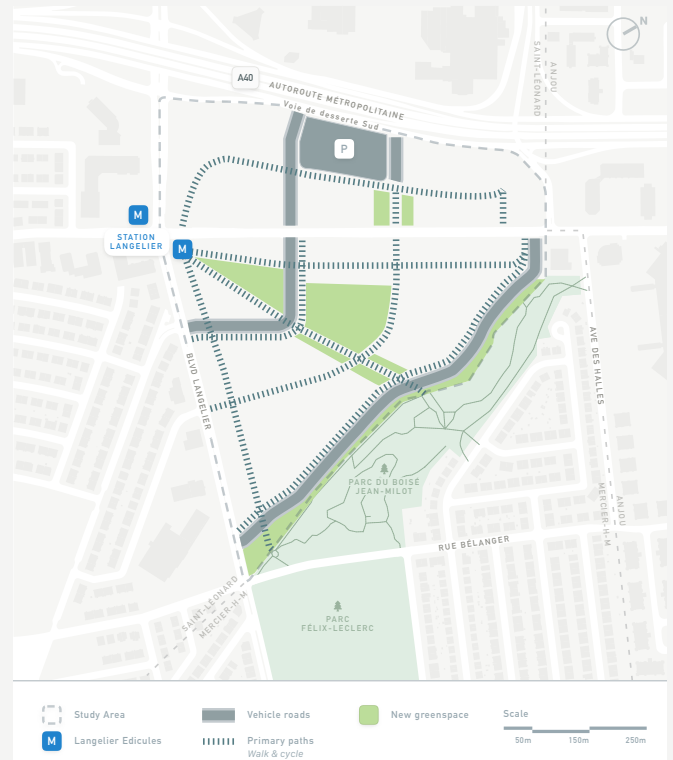 N
A40
AUTOROUTE MÉTROPOLITAINE
Voie de desserte Sud
SAINT-LÉONARD
ANJOU
P
M
STATION
LANGELIER
M
BLVD LANGELIER
AVE DES HALLES
PARC DU BOISÉ
JEAN-MILOT
MERCIER-H-M
ANJOU
RUE BÉLANGER
SAINT-LÉONARD
MERCIER-H-M
PARC
FÉLIX-LECLERC
Study Area
Vehicle roads
New greenspace
Scale
M
Langelier Edicules
Primary paths
Walk & cycle
50m
150m
250m